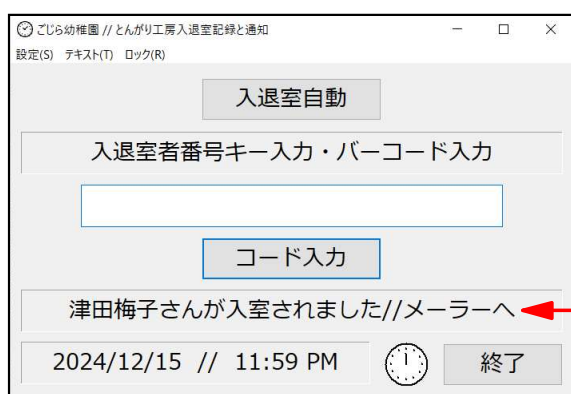 ごじら幼稚園 // とんがり工房入退室記録と通知
設定(S) テキスト(T) ロック(R)
入退室自動
入退室者番号キー入力・バーコード入力
コード入力
津田梅子さんが入室されました//メーラーへ
2024/12/15 // 11:59 PM
終了